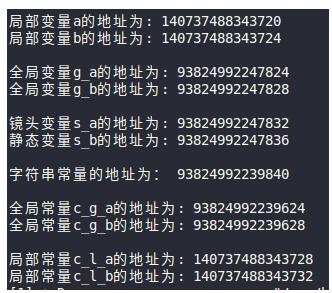 局部变量a的地址为: 140737488343720
局部变量b的地址为: 140737488343724
全局变量g_a的地址为: 93824992247824
全局变量g_b的地址为: 93824992247828
镜头变量s_a的地址为: 93824992247832
静态变量s_b的地址为: 93824992247836
字符串常量的地址为: 93824992239840
全局常量c_g_a的地址为: 93824992239624
全局常量c_g_b的地址为: 93824992239628
局部常量c_l_a的地址为: 140737488343728
局部常量c_l_b的地址为: 140737488343732